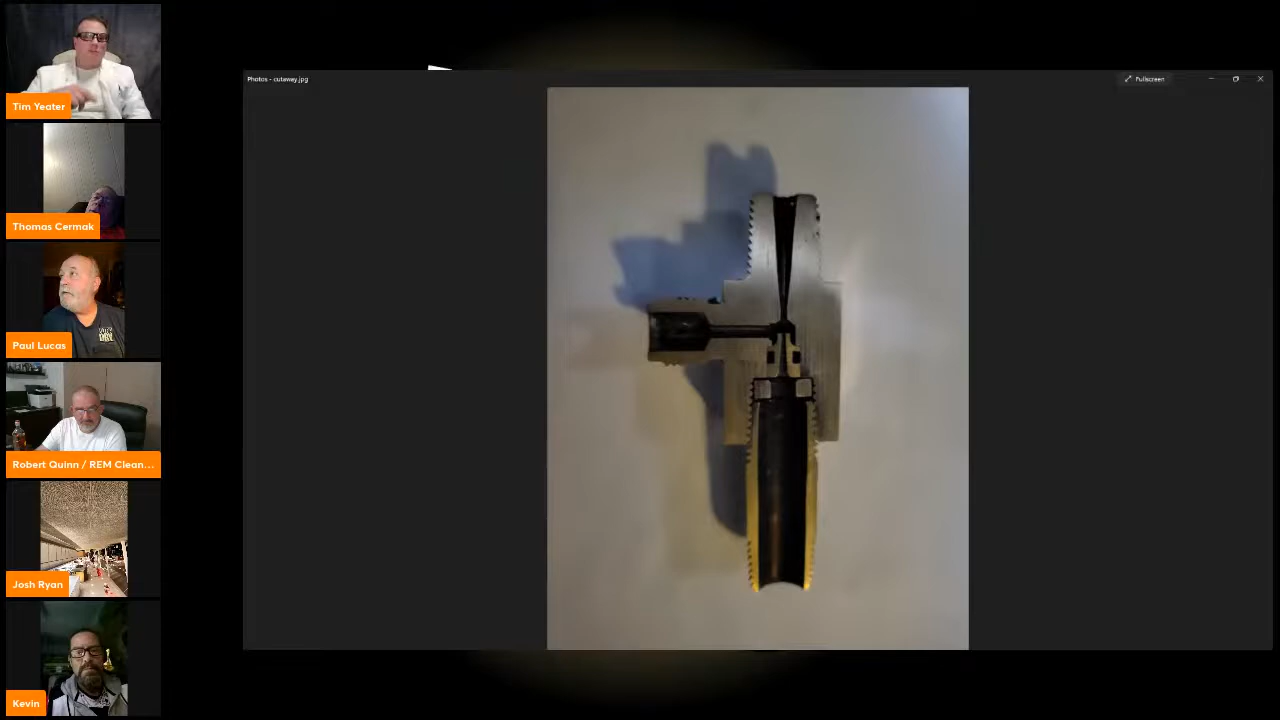 Photos - cutaway.jpg
Fullscreen
Tim Yeater
Thomas Cermak
Paul Lucas
Robert Quinn / REM Clean...
Josh Ryan
Kevin